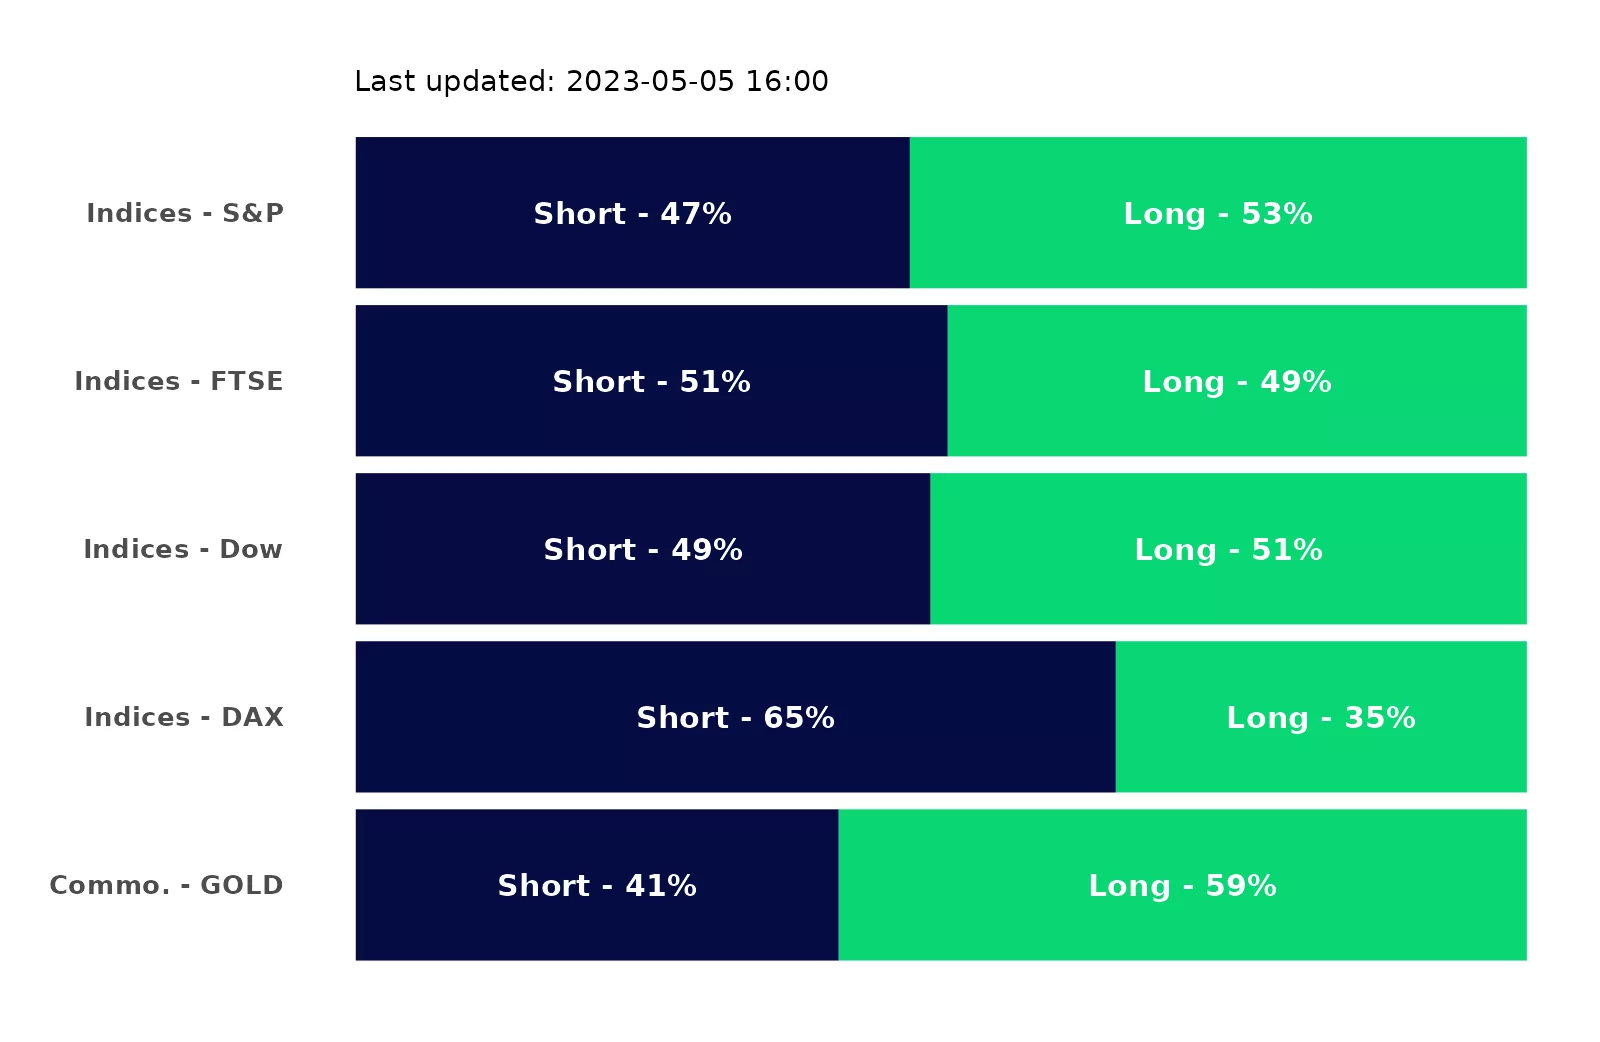 Last updated: 2023-05-05 16:00
Indices - S&P Short - 47% Long - 53%
Indices - FTSE Short - 51% Long - 49%
Indices - Dow Short - 49% Long - 51%
Indices - DAX Short - 65% Long - 35%
Commo. - GOLD Short - 41% Long - 59%